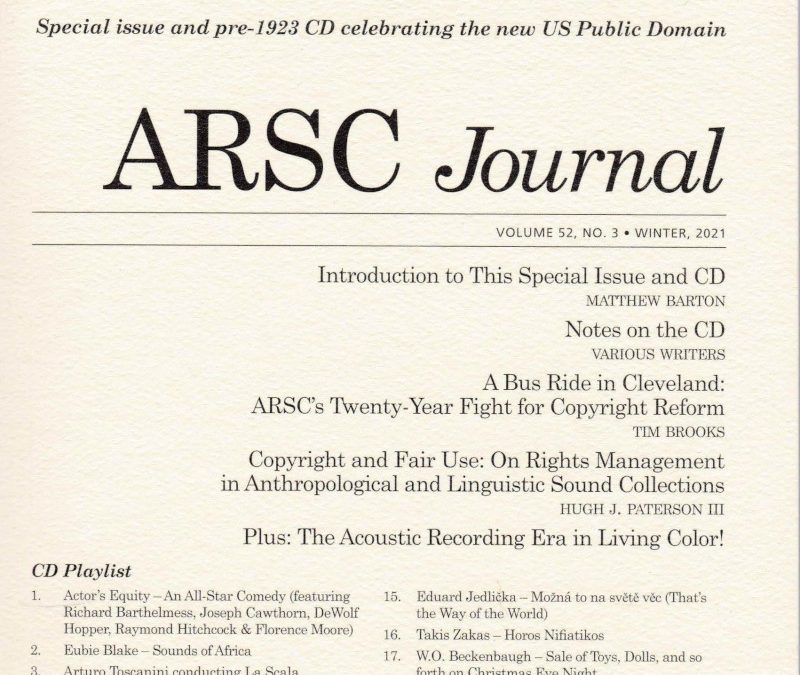 Special issue and pre-1923 CD celebrating the new US Public Domain
ARSC Journal
VOLUME 52, NO. 3 • WINTER, 2021
Introduction to This Special Issue and CD
MATTHEW BARTON
Notes on the CD
VARIOUS WRITERS
A Bus Ride in Cleveland:
ARSC's Twenty-Year Fight for Copyright Reform
TIM BROOKS
Copyright and Fair Use: On Rights Management
in Anthropological and Linguistic Sound Collections
HUGH J. PATERSON III
Plus: The Acoustic Recording Era in Living Color!
CD Playlist
1. Actor's Equity – An All-Star Comedy (featuring
Richard Barthelmess, Joseph Cawthorn, DeWolf
Hopper, Raymond Hitchcock & Florence Moore)
2. Eubie Blake – Sounds of Africa
3. Arturo Toscanini conducting La Scala
15. Eduard Jedlička – Možná to na světě věc (That's
the Way of the World)
16. Takis Zakas – Horos Nifiatikos
17. W.O. Beckenbaugh – Sale of Toys, Dolls, and so
forth on Christmas Eve Night